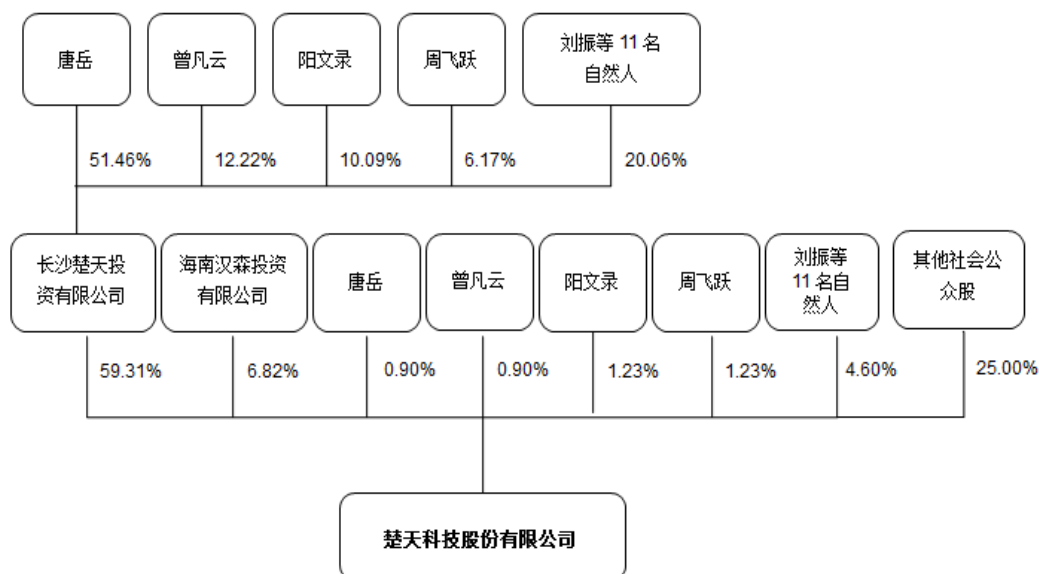 唐岳
曾凡云
阳文录
周飞跃
刘振等 11 名
自然人
51.46%
12.22%
10.09%
6.17%
20.06%
长沙楚天投
资有限公司
海南汉森投资
有限公司
唐岳
曾凡云
阳文录
周飞跃
刘振等
11 名自
然人
其他社会公
众股
59.31%
6.82%
0.90%
0.90%
1.23%
1.23%
4.60%
25.00%
楚天科技股份有限公司